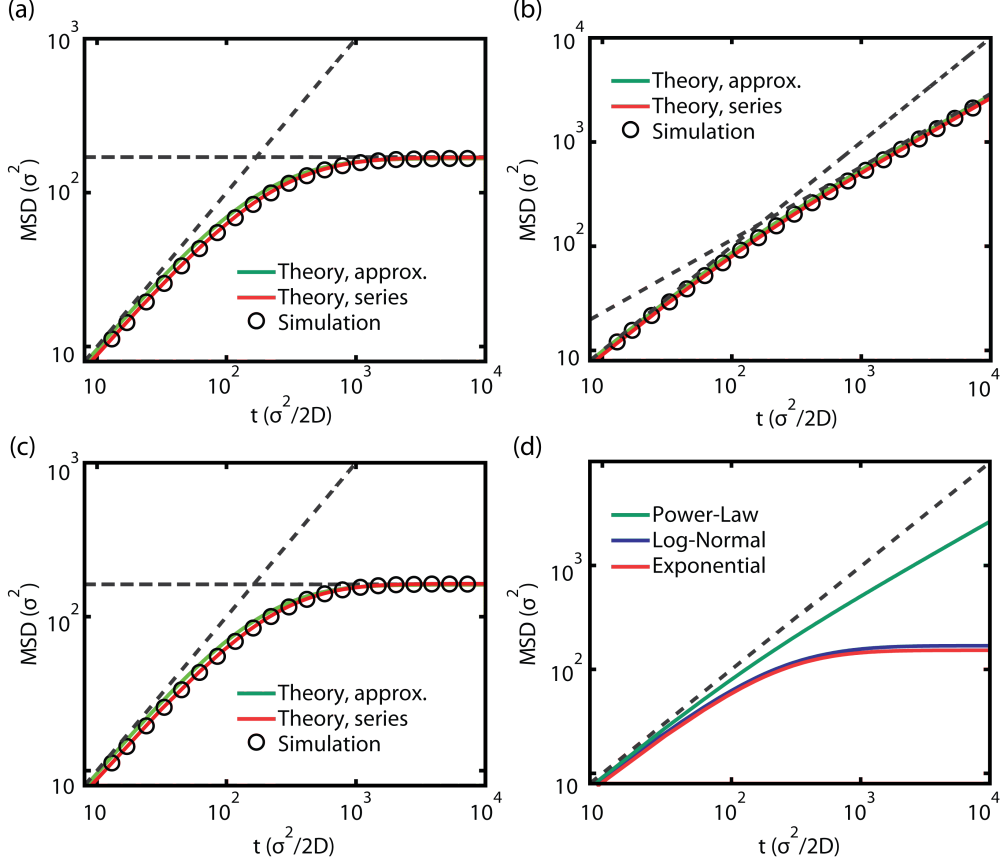 (a)
10^3
10^2
10
MSD (σ^2)
Theory, approx.
Theory, series
Simulation
10 10^2 10^3 10^4
t (σ^2/2D)
(b)
10^4
10^3
10^2
10
MSD (σ^2)
Theory, approx.
Theory, series
Simulation
10 10^2 10^3 10^4
t (σ^2/2D)
(c)
10^3
10^2
10
MSD (σ^2)
Theory, approx.
Theory, series
Simulation
10 10^2 10^3 10^4
t (σ^2/2D)
(d)
10^3
10^2
10
MSD (σ^2)
Power-Law
Log-Normal
Exponential
10 10^2 10^3 10^4
t (σ^2/2D)